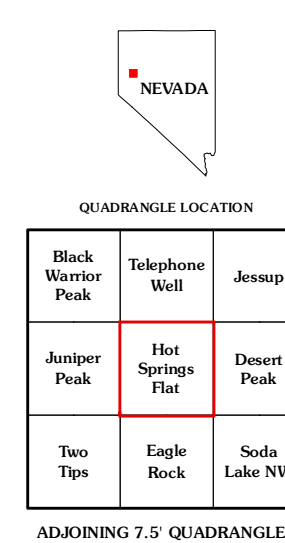 NEVADA
QUADRANGLE LOCATION
Black
Warrior
Peak
Telephone
Well
Jessup
Juniper
Peak
Hot
Springs
Flat
Desert
Peak
Two
Tips
Eagle
Rock
Soda
Lake NW
ADJOINING 7.5' QUADRANGLE